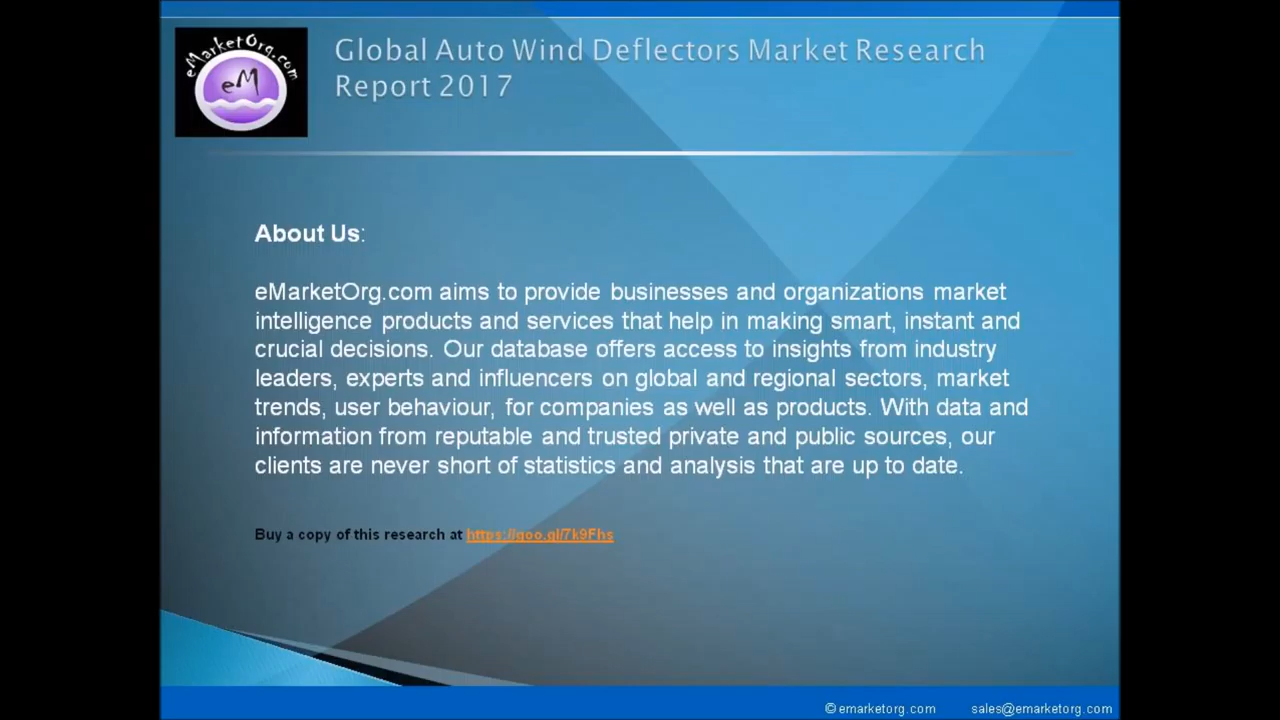 eMarketOrg.com
eM
Global Auto Wind Deflectors Market Research
Report 2017
About Us:
eMarketOrg.com aims to provide businesses and organizations market
intelligence products and services that help in making smart, instant and
crucial decisions. Our database offers access to insights from industry
leaders, experts and influencers on global and regional sectors, market
trends, user behaviour, for companies as well as products. With data and
information from reputable and trusted private and public sources, our
clients are never short of statistics and analysis that are up to date.
Buy a copy of this research at https://goo.gl/7k9Fhs
© emarketorg.com sales@emarketorg.com